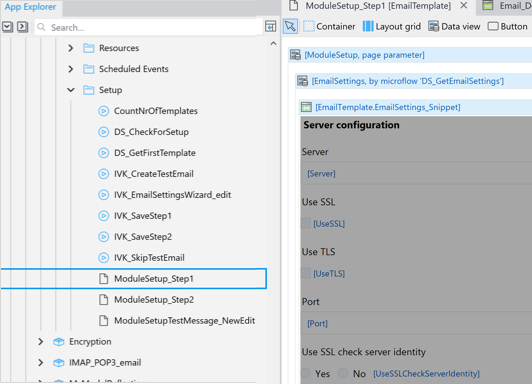 App Explorer
Search...
Resources
Scheduled Events
Setup
CountNrOfTemplates
DS_CheckForSetup
DS_GetFirstTemplate
IVK_CreateTestEmail
IVK_EmailSettingsWizard_edit
IVK_SaveStep1
IVK_SaveStep2
IVK_SkipTestEmail
ModuleSetup_Step1
ModuleSetup_Step2
ModuleSetupTestMessage_NewEdit
Encryption
IMAP_POP3_email
ModuleSetup_Step1 [EmailTemplate]
Email_D
Container
Layout grid
Data view
Button
[ModuleSetup, page parameter]
[EmailSettings, by microflow 'DS_GetEmailSettings']
[EmailTemplate.EmailSettings_Snippet]
Server configuration
Server
[Server]
Use SSL
[UseSSL]
Use TLS
[UseTLS]
Port
[Port]
Use SSL check server identity
Yes No [UseSSLCheckServerIdentity]